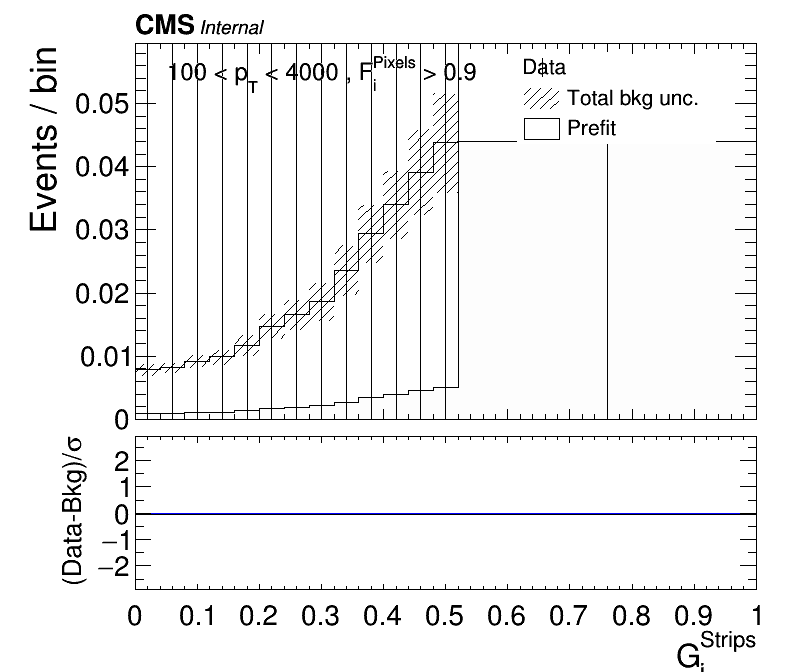 CMS Internal
100 < p_T < 4000 , F_i^Pixels > 0.9
Data
Total bkg unc.
Prefit
Events / bin
0.05
0.04
0.03
0.02
0.01
0
(Data-Bkg)/σ
2
1
0
−1
−2
0 0.1 0.2 0.3 0.4 0.5 0.6 0.7 0.8 0.9 1
G_i^Strips